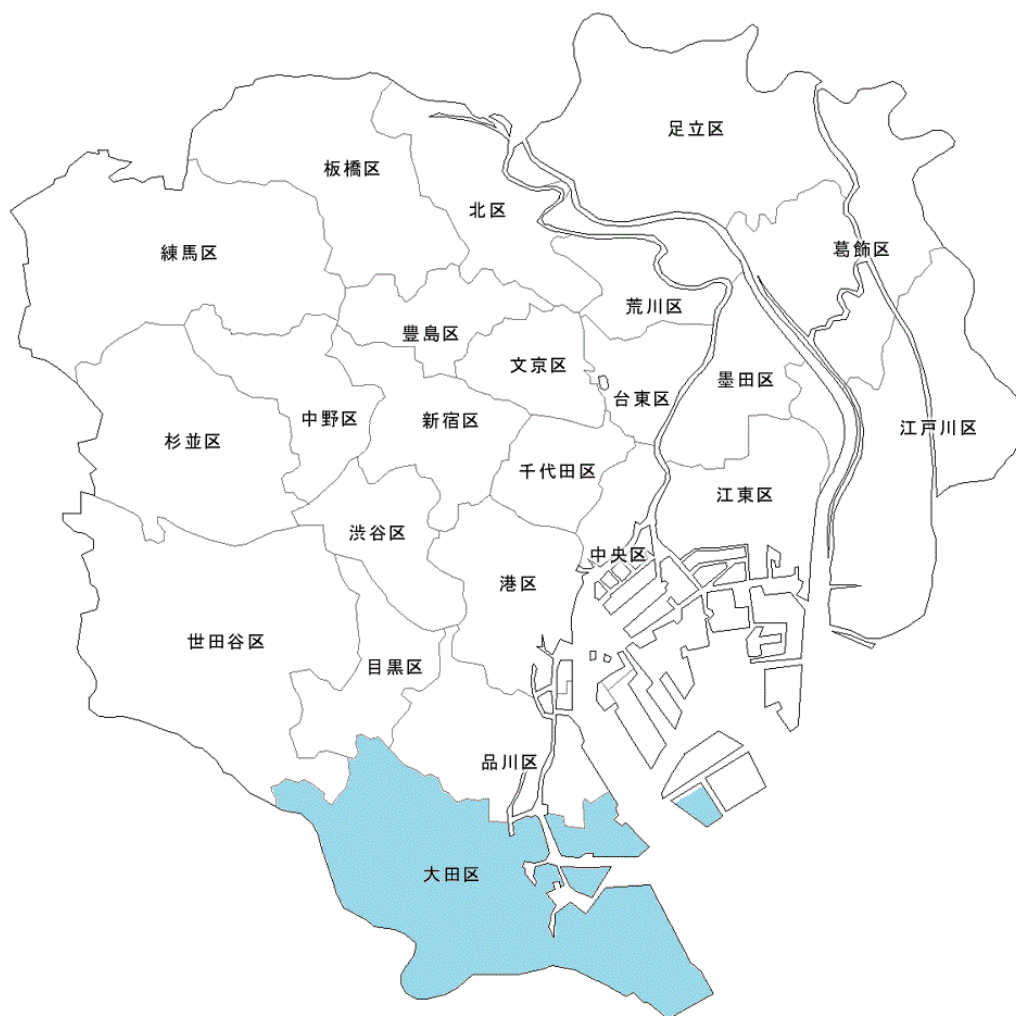 足立区
板橋区
北区
葛飾区
練馬区
荒川区
豊島区
文京区
墨田区
台東区
中野区
新宿区
江戸川区
杉並区
千代田区
江東区
渋谷区
中央区
港区
世田谷区
目黒区
品川区
大田区